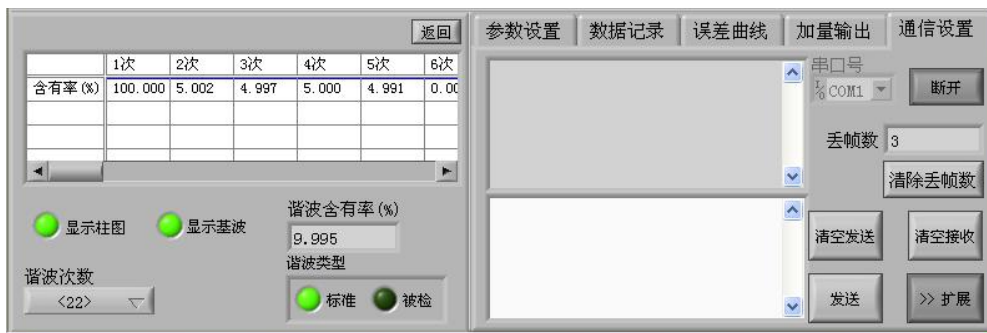 返回
1次 2次 3次 4次 5次 6次
含有率(%) 100.000 5.002 4.997 5.000 4.991 0.00
显示柱图 显示基波
谐波含有率(%)
9.995
谐波次数
<22>
谐波类型
标准 被检
参数设置 数据记录 误差曲线 加量输出 通信设置
串口号
COM1 断开
丢帧数 3
清除丢帧数
清空发送 清空接收
发送 >> 扩展